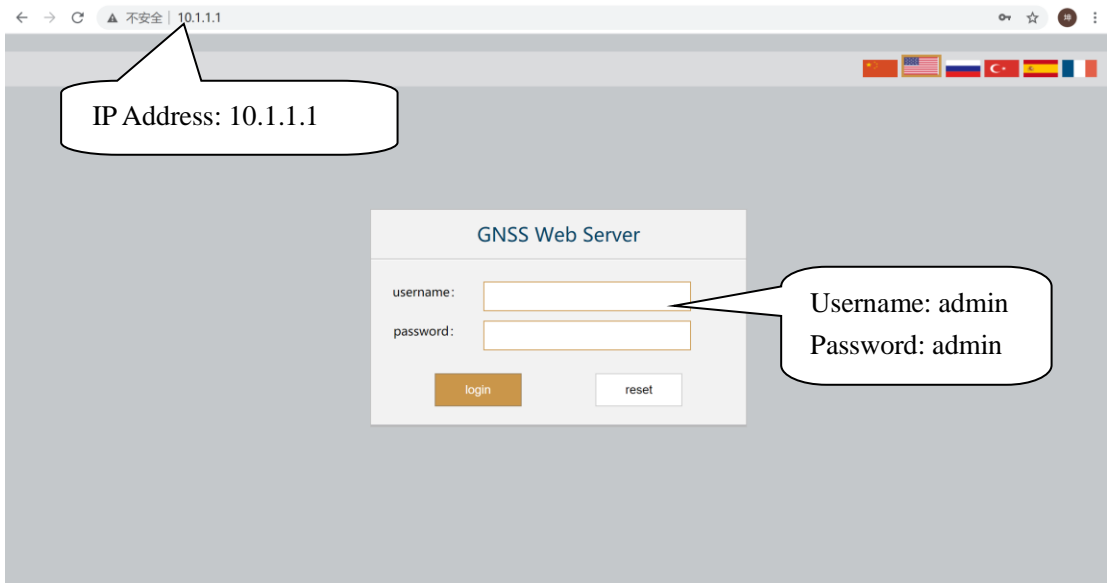 不安全 | 10.1.1.1
IP Address: 10.1.1.1
GNSS Web Server
username:
password:
login
reset
Username: admin
Password: admin